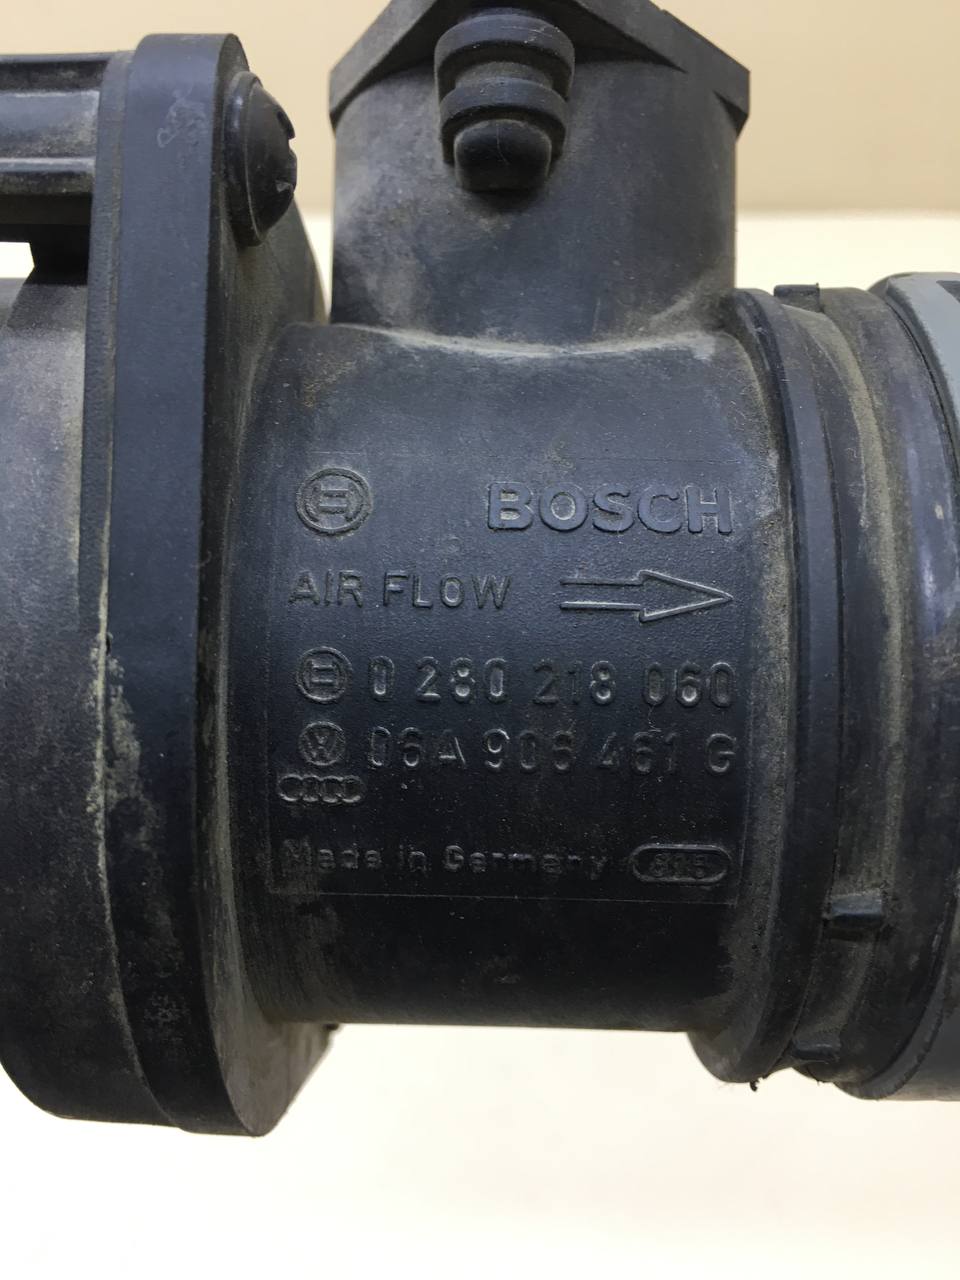 BOSCH
AIR FLOW
0 280 218 060
06A 906 461 G
Made in Germany